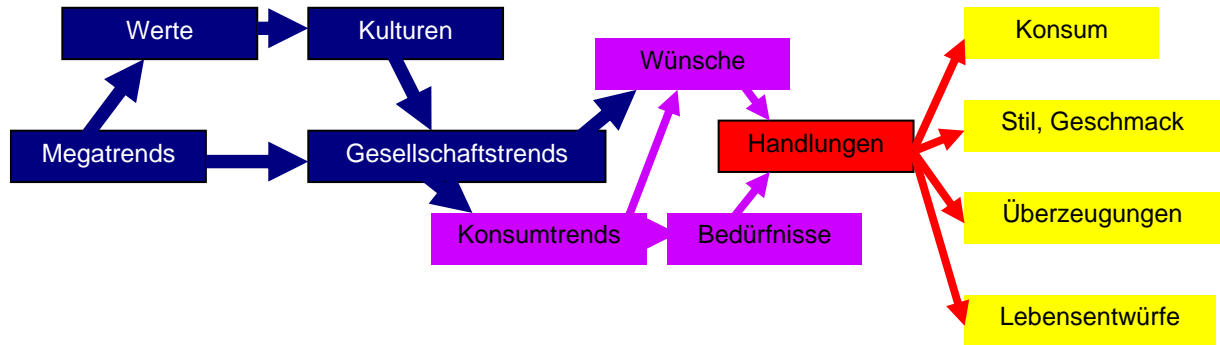 Werte
Kulturen
Konsum
Wünsche
Stil, Geschmack
Megatrends
Gesellschaftstrends
Handlungen
Überzeugungen
Konsumtrends
Bedürfnisse
Lebensentwürfe